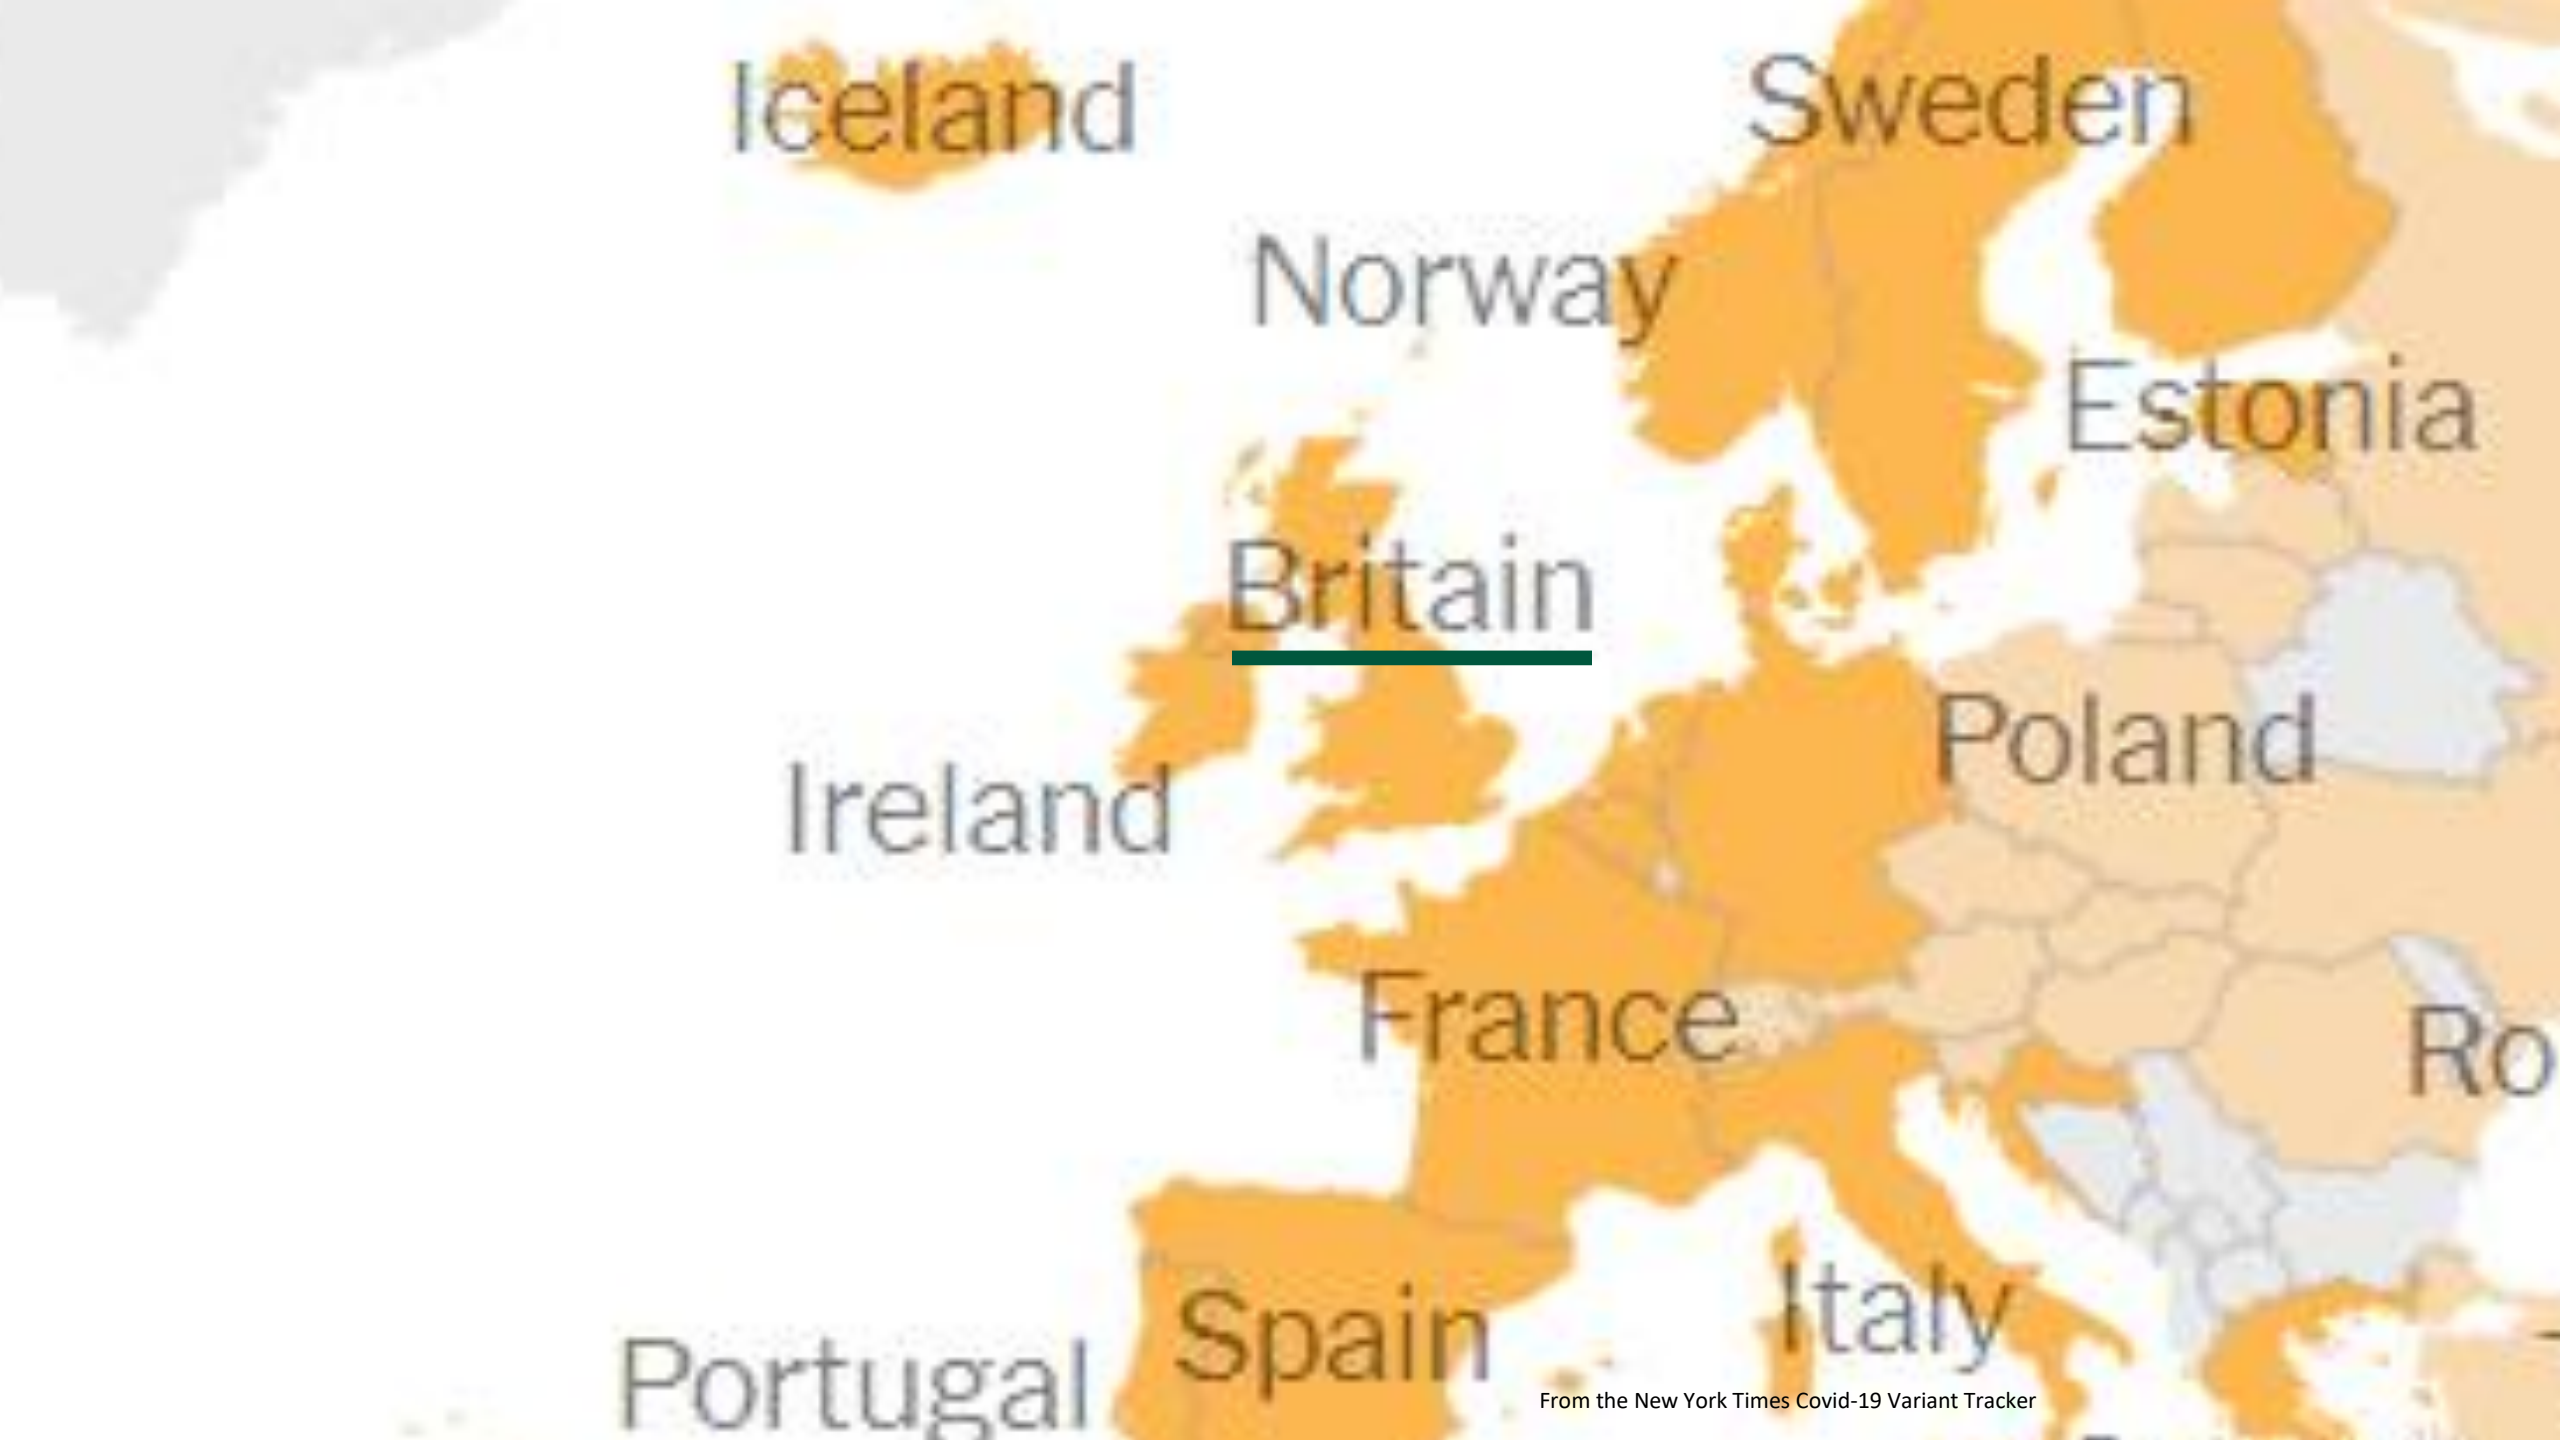 Iceland
Sweden
Norway
Estonia
Britain
Poland
Ireland
France
Ro
Spain
Italy
Portugal
From the New York Times Covid-19 Variant Tracker